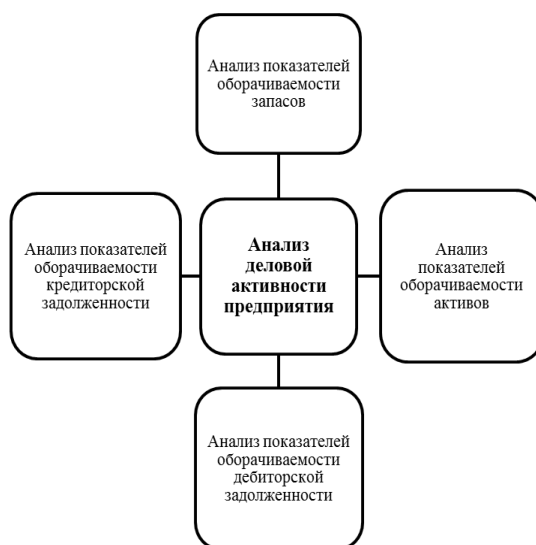 Анализ показателей
оборачиваемости
запасов
Анализ показателей
оборачиваемости
кредиторской
задолженности
Анализ
деловой
активности
предприятия
Анализ
показателей
оборачиваемости
активов
Анализ показателей
оборачиваемости
дебиторской
задолженности